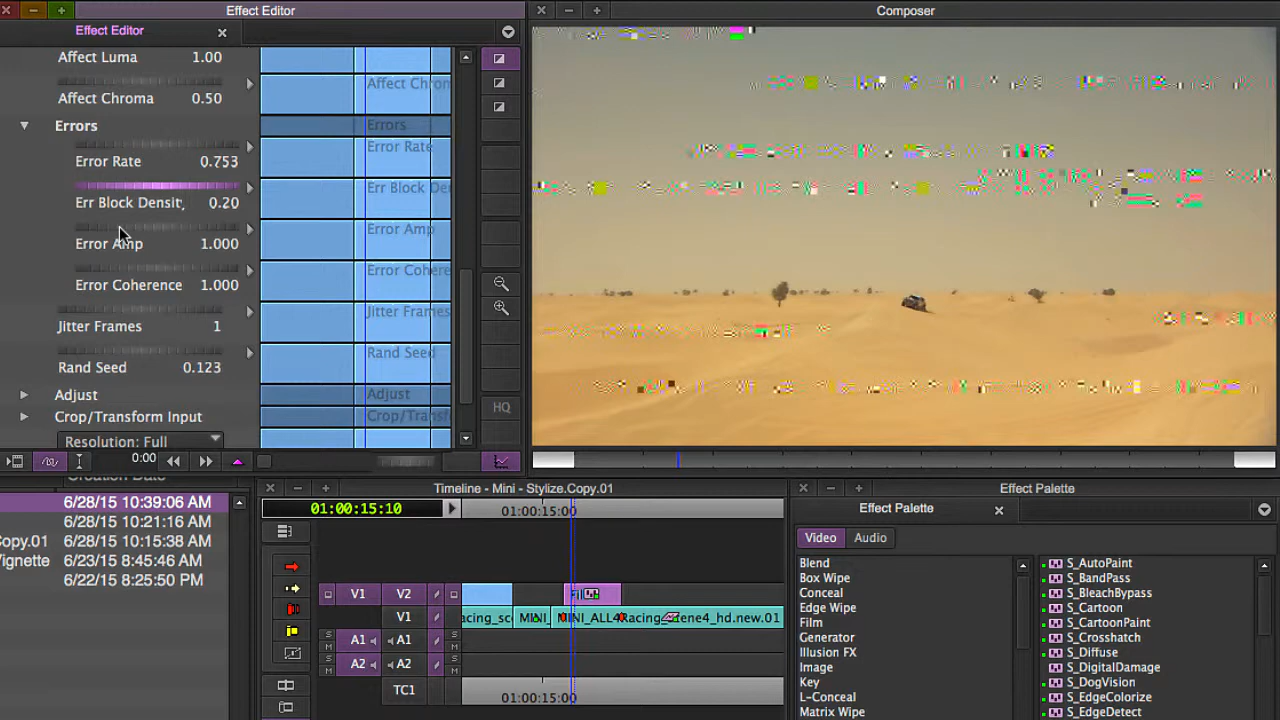 Effect Editor
Composer
Effect Editor
Affect Luma 1.00
Affect Chrom
Affect Chroma 0.50
Errors
Errors
Error Rate
Error Rate 0.753
Err Block De
Err Block Densit 0.20
Error Amp
Error Amp 1.000
Error Cohere
Error Coherence 1.000
Jitter Frames
Jitter Frames 1
Rand Seed
Rand Seed 0.123
Adjust
Adjust
Crop/Transform Input
Crop/Transf
HQ
Resolution: Full
0:00
Creation Date
6/28/15 10:39:06 AM
6/28/15 10:21:16 AM
Copy.01 6/28/15 10:15:38 AM
Vignette 6/23/15 8:45:46 AM
6/22/15 8:25:50 PM
Timeline - Mini - Stylize.Copy.01
01:00:15:10
01:00:15:00
V1 V2
V1
acing_sc MINI_ MINI_ALL4Racing_scene4_hd.new.01
S M A1 A1 S M
S M A2 A2 S M
TC1
01:00:15:00
Effect Palette
Effect Palette
Video Audio
Blend
Box Wipe
Conceal
Edge Wipe
Film
Generator
Illusion FX
Image
Key
L-Conceal
Matrix Wipe
S_AutoPaint
S_BandPass
S_BleachBypass
S_Cartoon
S_CartoonPaint
S_Crosshatch
S_Diffuse
S_DigitalDamage
S_DogVision
S_EdgeColorize
S_EdgeDetect